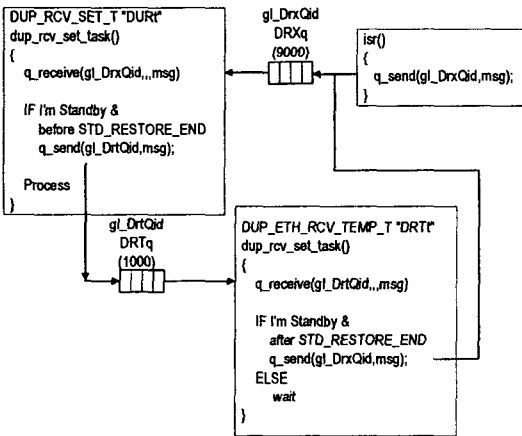 DUP_RCV_SET_T "DURt"
dup_rcv_set_task()
{
q_receive(gl_DrxQid,,,msg)
IF I'm Standby &
before STD_RESTORE_END
q_send(gl_DrtQid,msg);
Process
}
gl_DrxQid
DRXq
(9000)
isr()
{
q_send(gl_DrxQid,msg);
}
gl_DrtQid
DRTq
(1000)
DUP_ETH_RCV_TEMP_T "DRTt"
dup_rcv_set_task()
{
q_receive(gl_DrtQid,,,msg)
IF I'm Standby &
after STD_RESTORE_END
q_send(gl_DrxQid,msg);
ELSE
wait
}